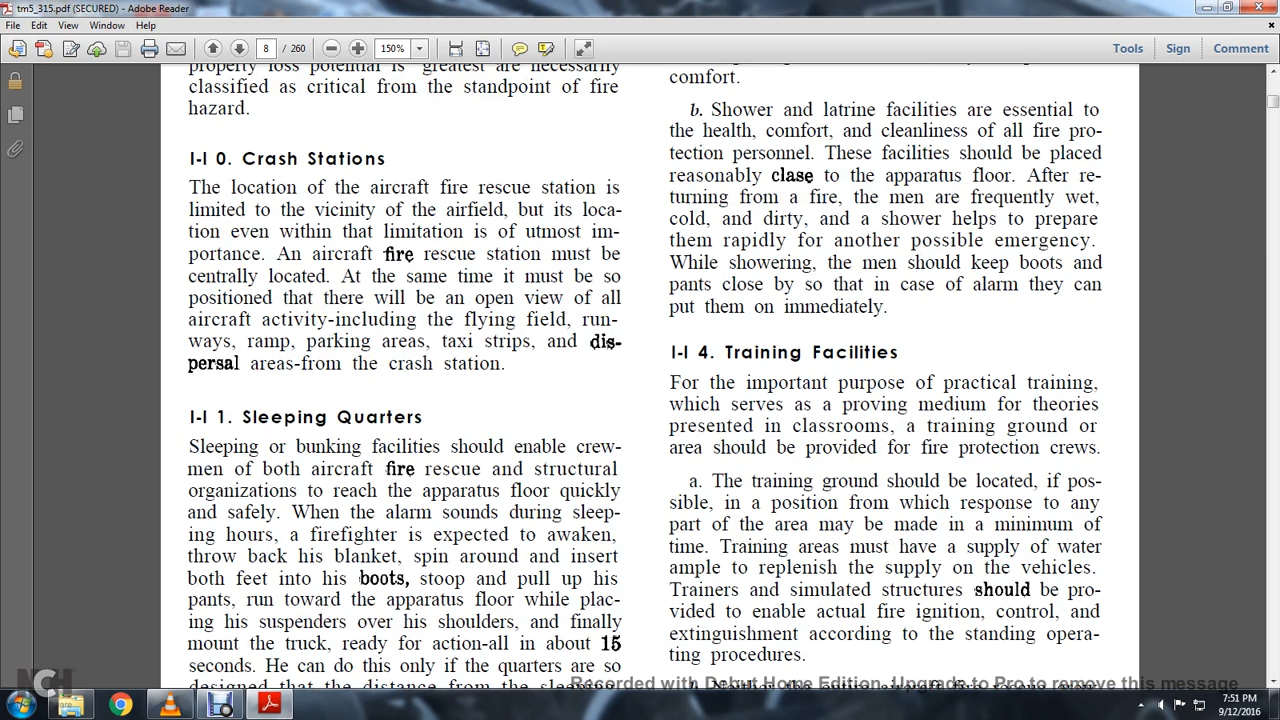 tm5_315.pdf (SECURED) - Adobe Reader
File Edit View Window Help
8 / 260 150% Tools Sign Comment
property loss potential is greatest are necessarily
classified as critical from the standpoint of fire
hazard.
I-I 0. Crash Stations
The location of the aircraft fire rescue station is
limited to the vicinity of the airfield, but its loca-
tion even within that limitation is of utmost im-
portance. An aircraft fire rescue station must be
centrally located. At the same time it must be so
positioned that there will be an open view of all
aircraft activity-including the flying field, run-
ways, ramp, parking areas, taxi strips, and dis-
persal areas-from the crash station.
I-I 1. Sleeping Quarters
Sleeping or bunking facilities should enable crew-
men of both aircraft fire rescue and structural
organizations to reach the apparatus floor quickly
and safely. When the alarm sounds during sleep-
ing hours, a firefighter is expected to awaken,
throw back his blanket, spin around and insert
both feet into his boots, stoop and pull up his
pants, run toward the apparatus floor while plac-
ing his suspenders over his shoulders, and finally
mount the truck, ready for action-all in about 15
seconds. He can do this only if the quarters are so
designed that the distance from the sleeping
comfort.
b. Shower and latrine facilities are essential to
the health, comfort, and cleanliness of all fire pro-
tection personnel. These facilities should be placed
reasonably clase to the apparatus floor. After re-
turning from a fire, the men are frequently wet,
cold, and dirty, and a shower helps to prepare
them rapidly for another possible emergency.
While showering, the men should keep boots and
pants close by so that in case of alarm they can
put them on immediately.
I-I 4. Training Facilities
For the important purpose of practical training,
which serves as a proving medium for theories
presented in classrooms, a training ground or
area should be provided for fire protection crews.
a. The training ground should be located, if pos-
sible, in a position from which response to any
part of the area may be made in a minimum of
time. Training areas must have a supply of water
ample to replenish the supply on the vehicles.
Trainers and simulated structures should be pro-
vided to enable actual fire ignition, control, and
extinguishment according to the standing opera-
ting procedures.
Recorded with Debut Home Edition. Upgrade to Pro to remove this message
NCH
7:51 PM
9/12/2016